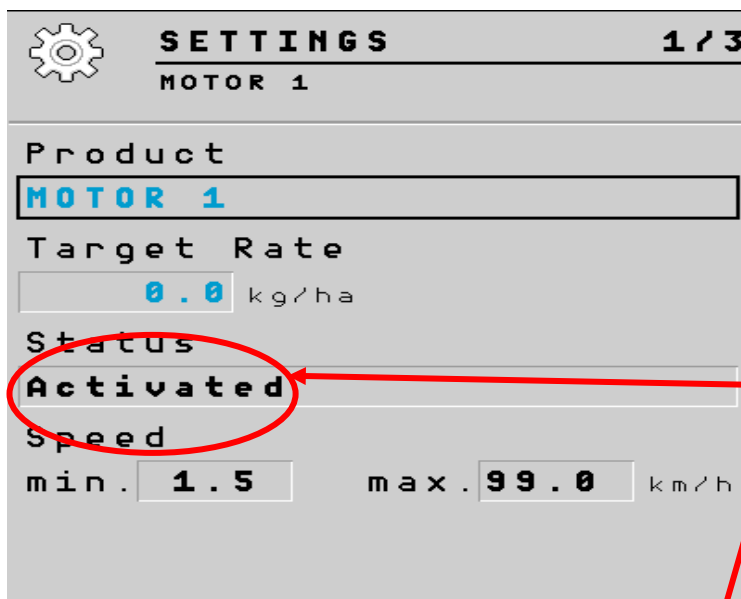 SETTINGS 1/3
MOTOR 1
Product
MOTOR 1
Target Rate
0.0 kg/ha
Status
Activated
Speed
min. 1.5 max. 99.0 km/h